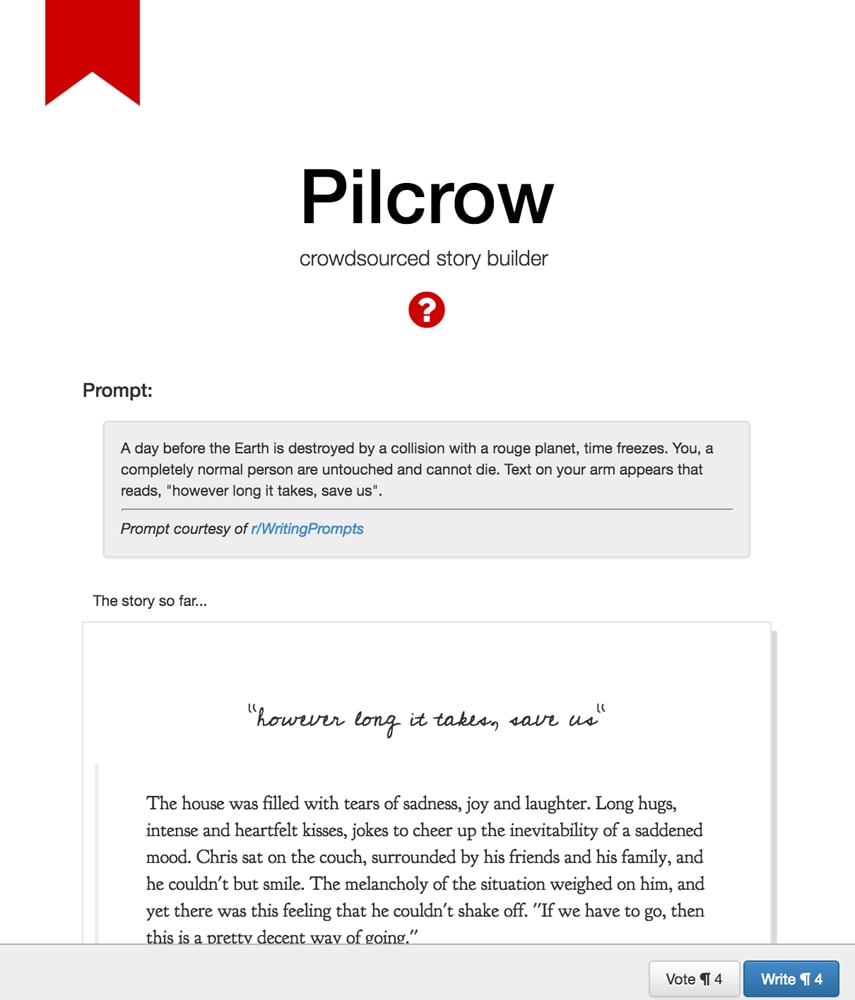 Pilcrow
crowdsourced story builder
?
Prompt:
A day before the Earth is destroyed by a collision with a rouge planet, time freezes. You, a
completely normal person are untouched and cannot die. Text on your arm appears that
reads, "however long it takes, save us".
Prompt courtesy of r/WritingPrompts
The story so far...
"however long it takes, save us"
The house was filled with tears of sadness, joy and laughter. Long hugs,
intense and heartfelt kisses, jokes to cheer up the inevitability of a saddened
mood. Chris sat on the couch, surrounded by his friends and his family, and
he couldn't but smile. The melancholy of the situation weighed on him, and
yet there was this feeling that he couldn't shake off. "If we have to go, then
this is a pretty decent way of going."
Vote ¶ 4
Write ¶ 4